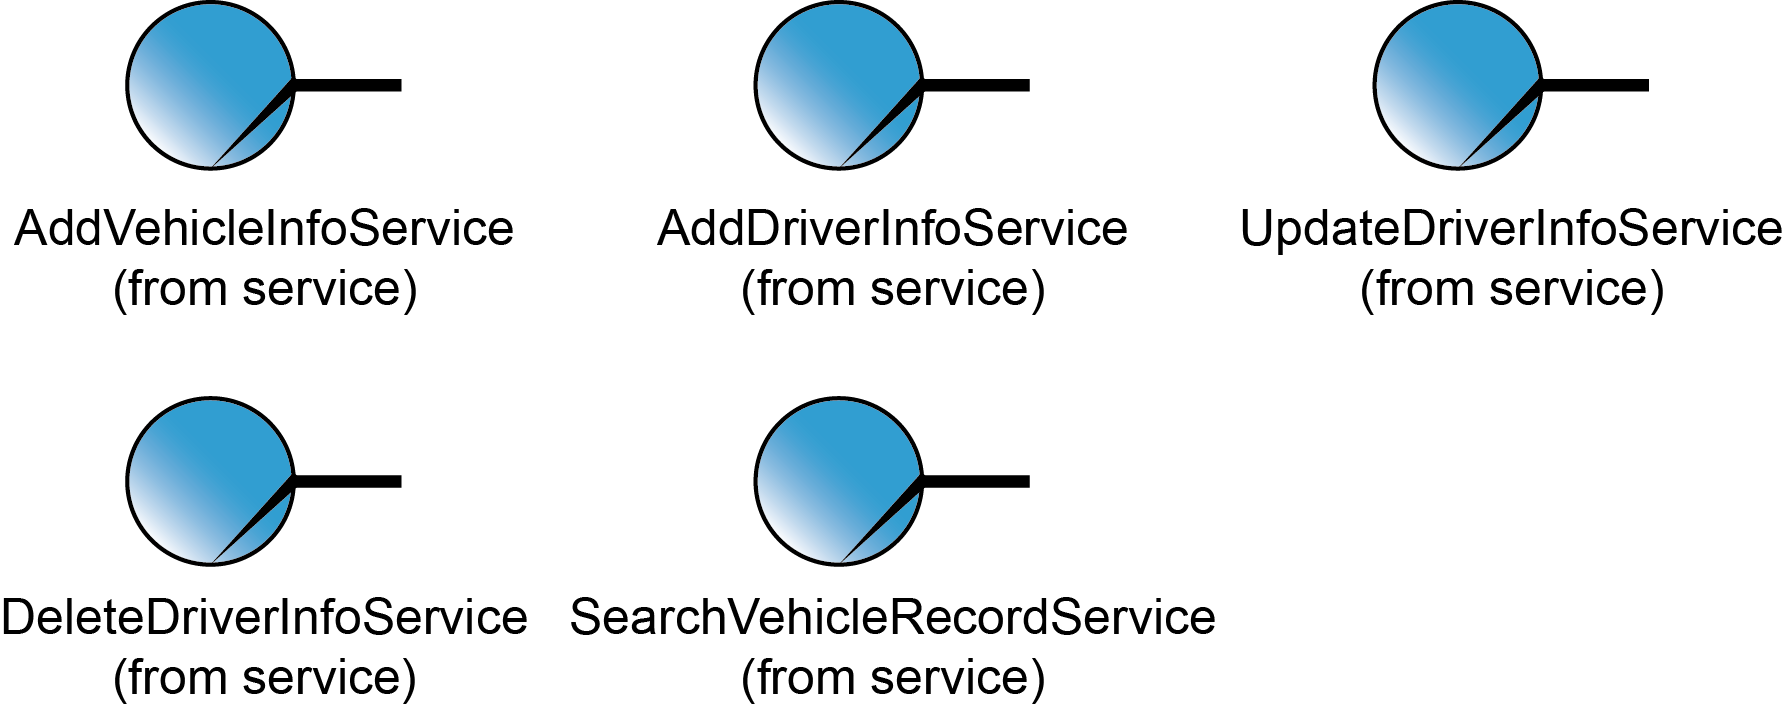 AddVehicleInfoService
(from service)
AddDriverInfoService
(from service)
UpdateDriverInfoService
(from service)
DeleteDriverInfoService
(from service)
SearchVehicleRecordService
(from service)